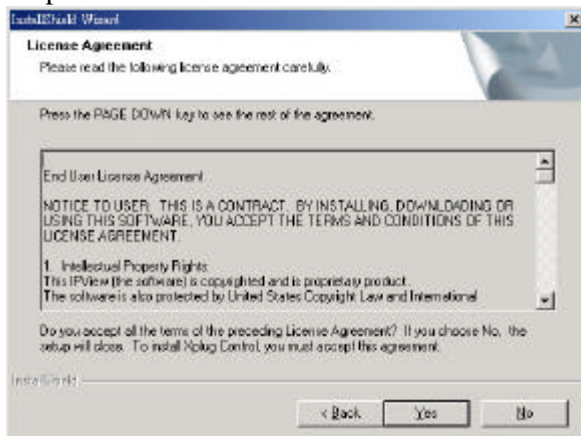 InstallShield Wizard
License Agreement
Please read the following license agreement carefully.
Press the PAGE DOWN key to see the rest of the agreement.
End User License Agreement
NOTICE TO USER: THIS IS A CONTRACT. BY INSTALLING, DOWNLOADING OR
USING THIS SOFTWARE, YOU ACCEPT THE TERMS AND CONDITIONS OF THIS
LICENSE AGREEMENT.
1. Intellectual Property Rights:
This IPView (the software) is copyrighted and is proprietary product.
The software is also protected by United States Copyright Law and International
Do you accept all the terms of the preceding License Agreement? If you choose No, the
setup will close. To install Xplug Control, you must accept this agreement.
InstallShield
< Back
Yes
No